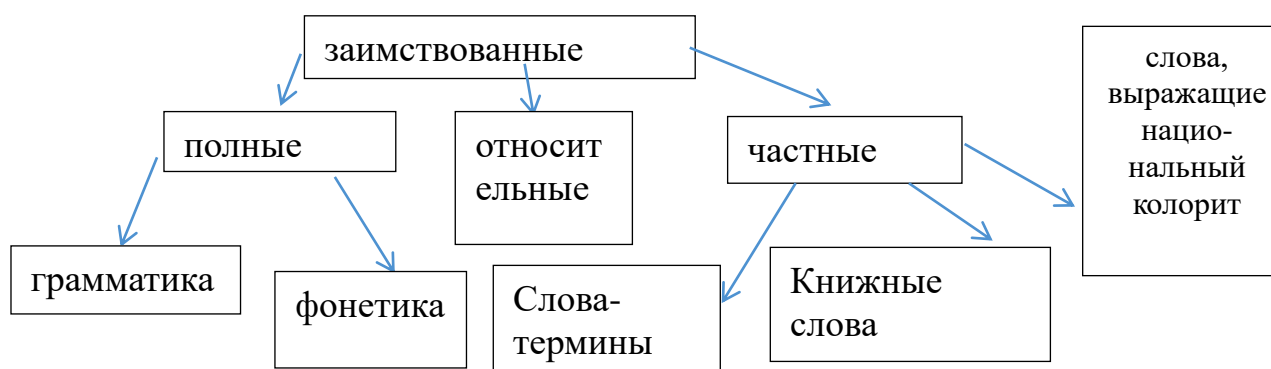 заимствованные
слова,
выражащие
нацио-
нальный
колорит
полные
относит
ельные
частные
грамматика
фонетика
Слова-
термины
Книжные
слова